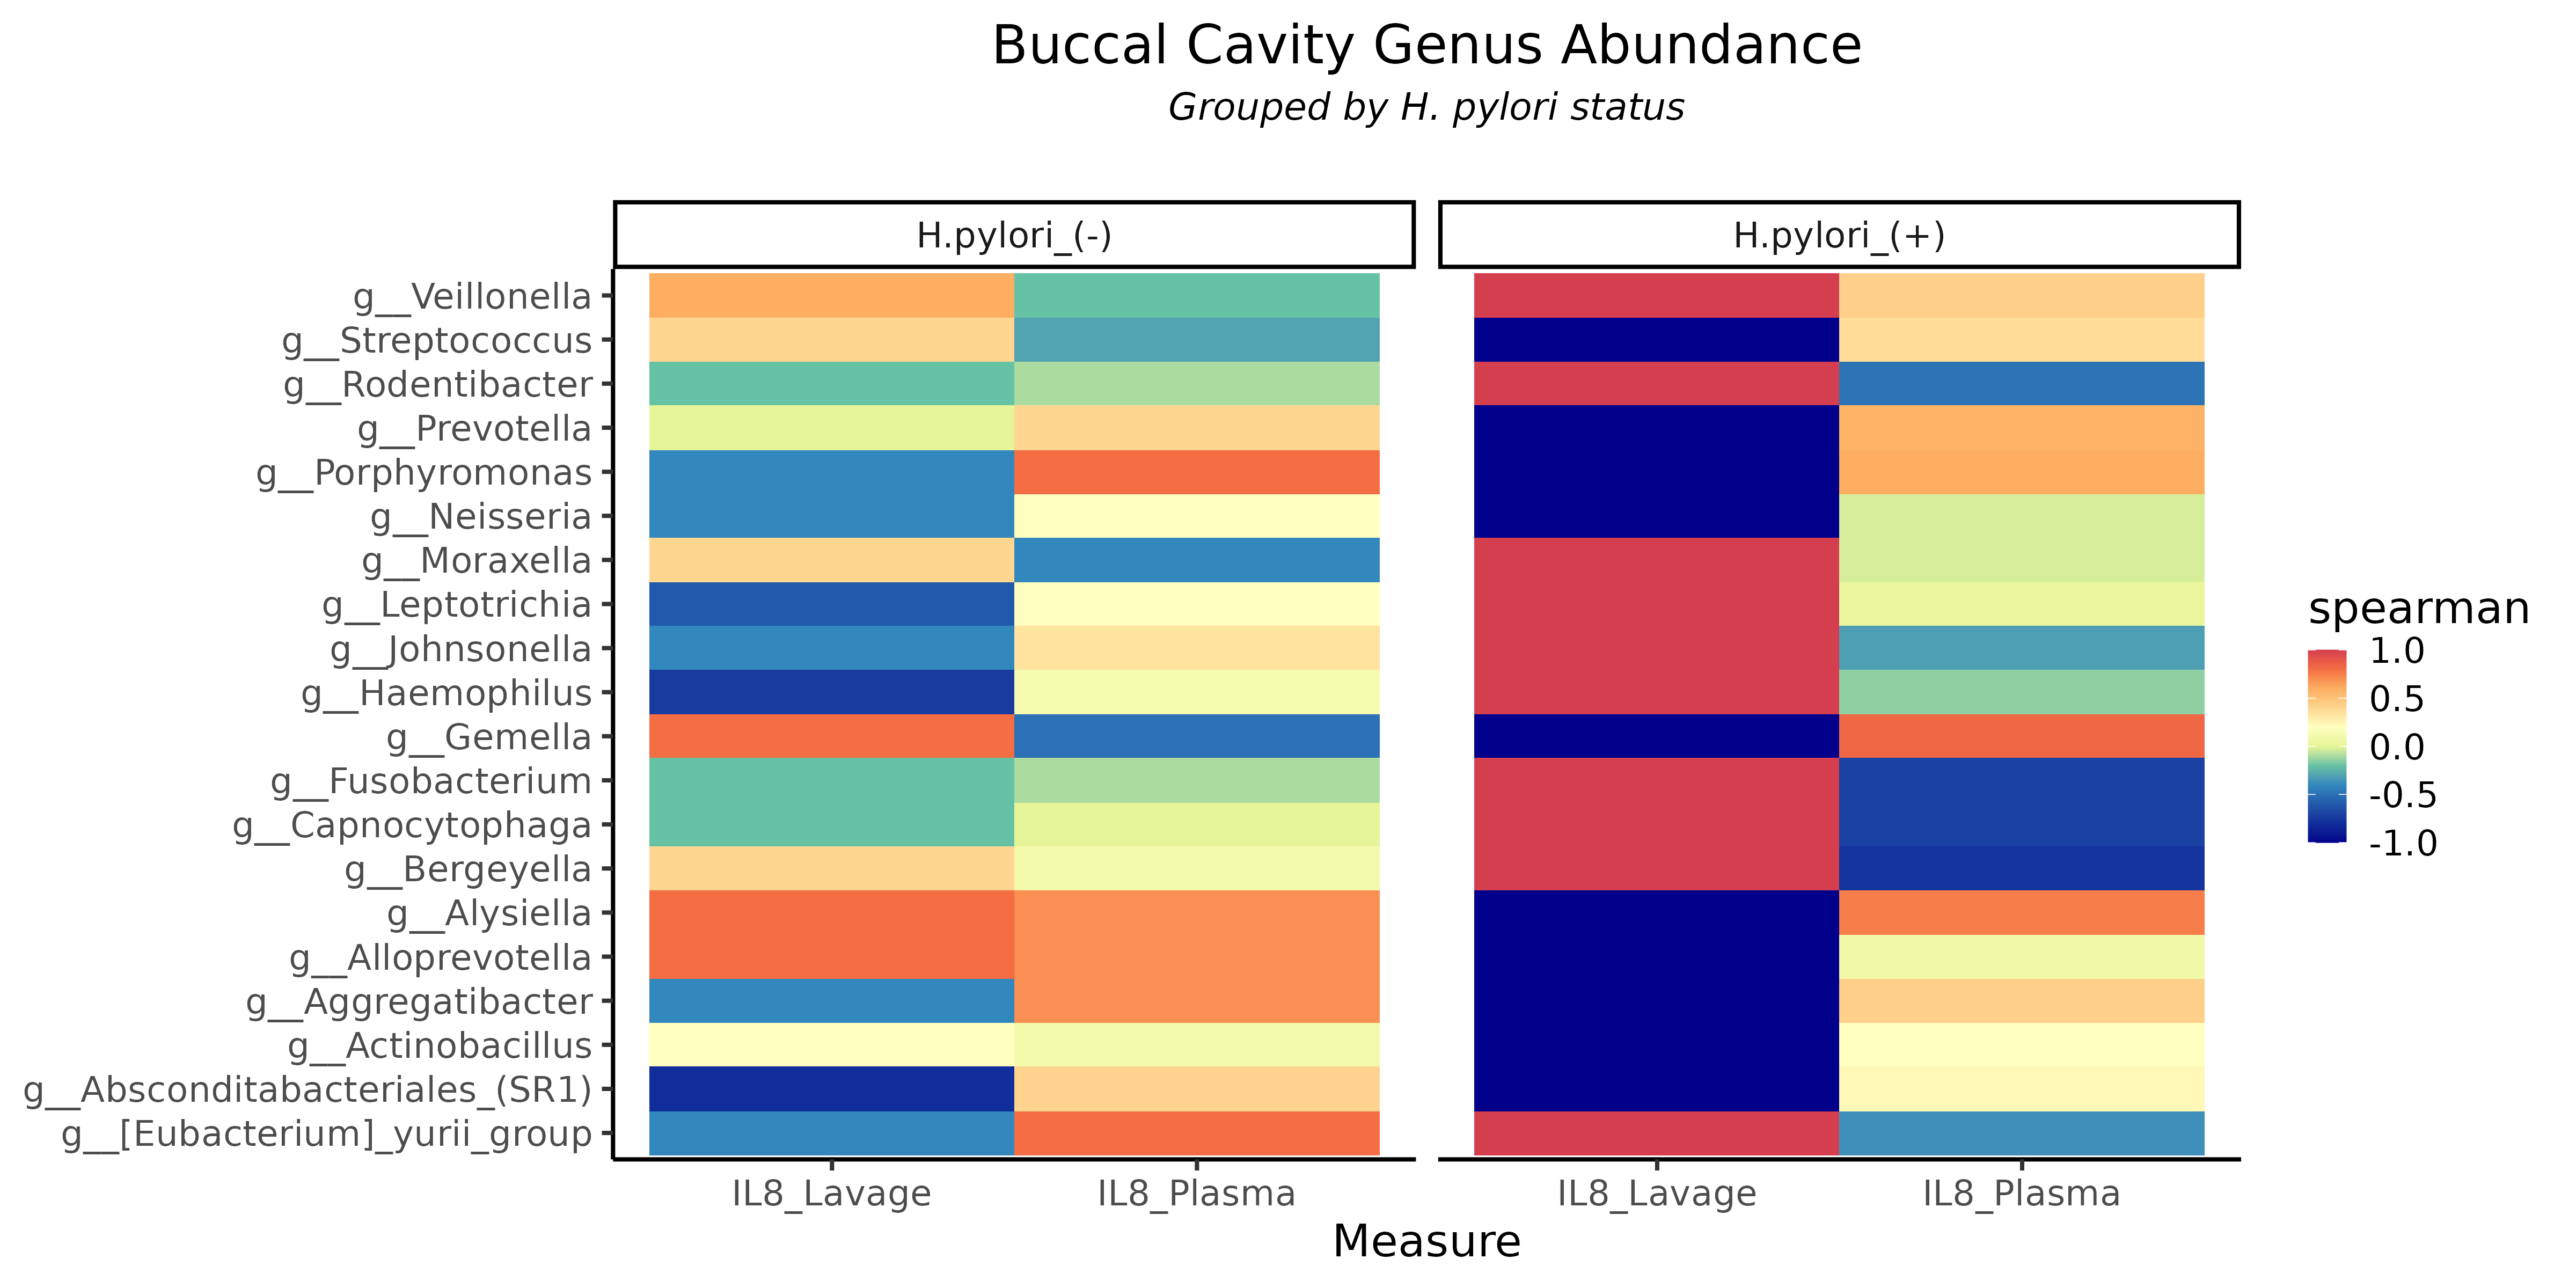 Buccal Cavity Genus Abundance
Grouped by H. pylori status
H.pylori_(-)
H.pylori_(+)
g__Veillonella
g__Streptococcus
g__Rodentibacter
g__Prevotella
g__Porphyromonas
g__Neisseria
g__Moraxella
g__Leptotrichia
g__Johnsonella
g__Haemophilus
g__Gemella
g__Fusobacterium
g__Capnocytophaga
g__Bergeyella
g__Alysiella
g__Alloprevotella
g__Aggregatibacter
g__Actinobacillus
g__Absconditabacteriales_(SR1)
g__[Eubacterium]_yurii_group
IL8_Lavage
IL8_Plasma
IL8_Lavage
IL8_Plasma
Measure
spearman
1.0
0.5
0.0
-0.5
-1.0